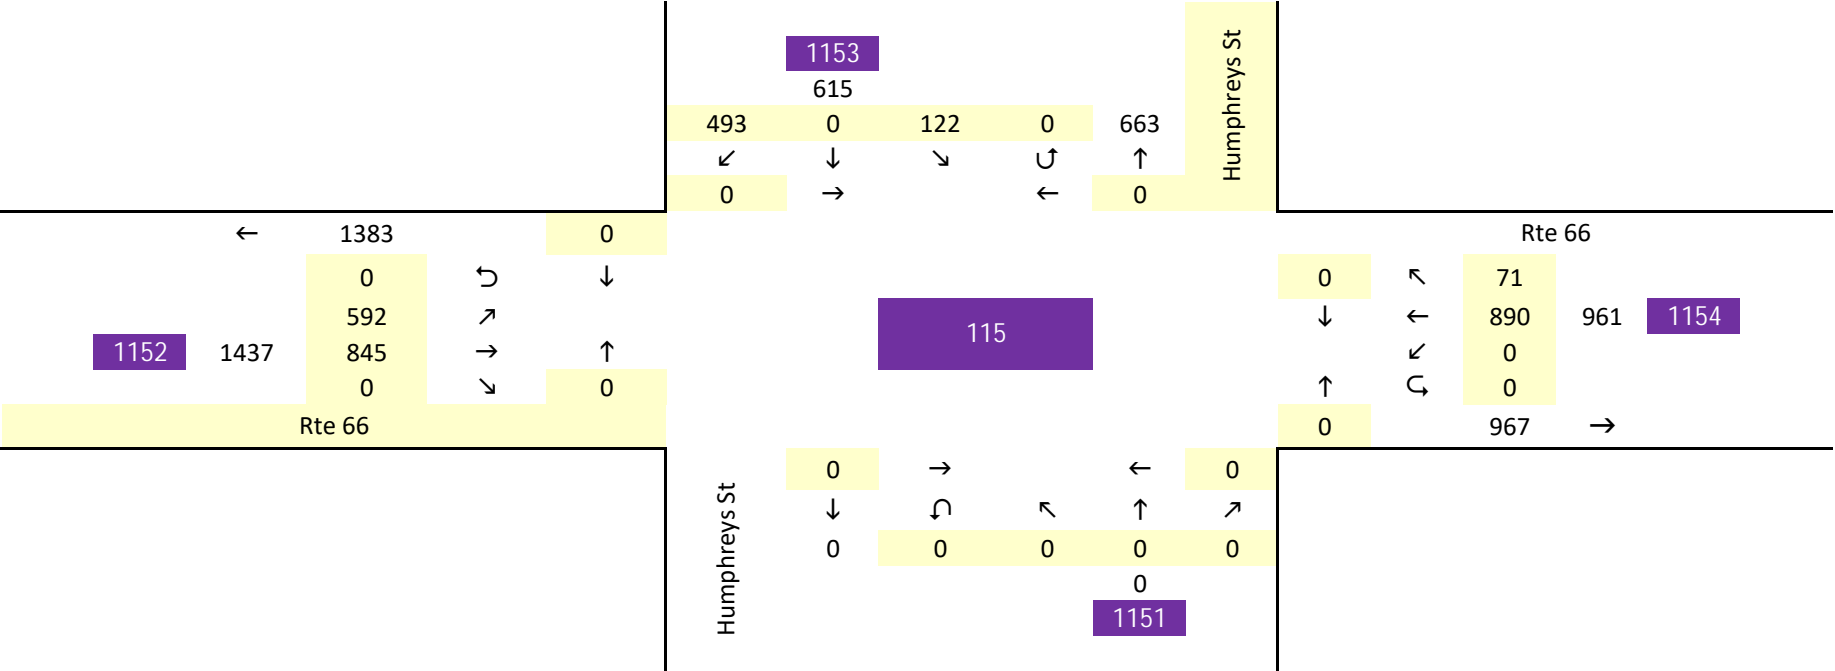 1153
615
493 0 122 0 663
↙ ↓ ↘ ⮍ ↑
0 → ← 0
Humphreys St
← 1383 0
0 ⮌ ↓
592 ↗
1152 1437 845 → ↑
0 ↘ 0
Rte 66
115
Rte 66
0 ↖ 71
↓ ← 890 961 1154
↙ 0
↑ ⮎ 0
0 967 →
Humphreys St
0 → ← 0
↓ ⮏ ↖ ↑ ↗
0 0 0 0 0
0
1151